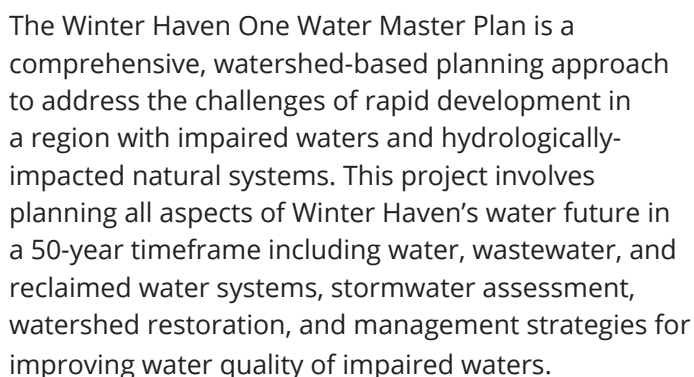 The Winter Haven One Water Master Plan is a
comprehensive, watershed-based planning approach
to address the challenges of rapid development in
a region with impaired waters and hydrologically-
impacted natural systems. This project involves
planning all aspects of Winter Haven’s water future in
a 50-year timeframe including water, wastewater, and
reclaimed water systems, stormwater assessment,
watershed restoration, and management strategies for
improving water quality of impaired waters.